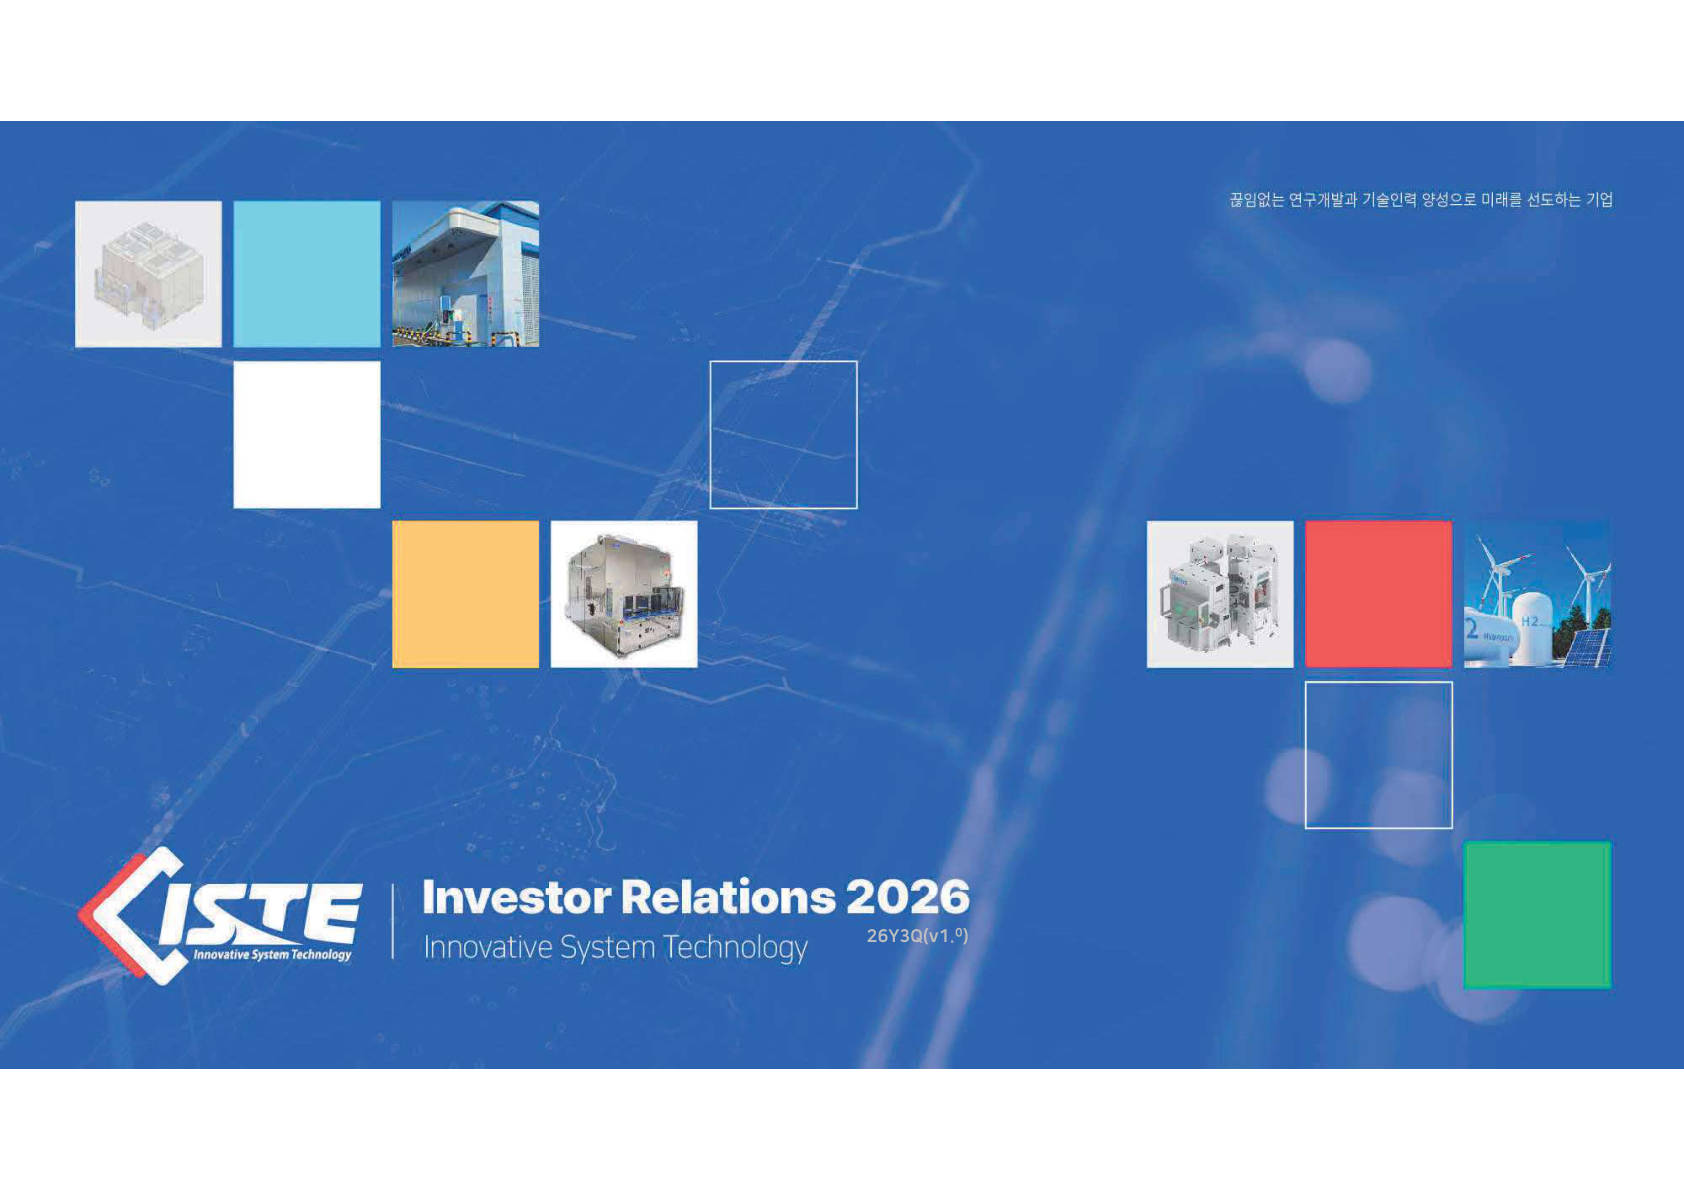 끊임없는 연구개발과 기술인력 양성으로 미래를 선도하는 기업
H2
2
ISTE
Innovative System Technology
Investor Relations 2026
Innovative System Technology
26Y3Q(v1.0)